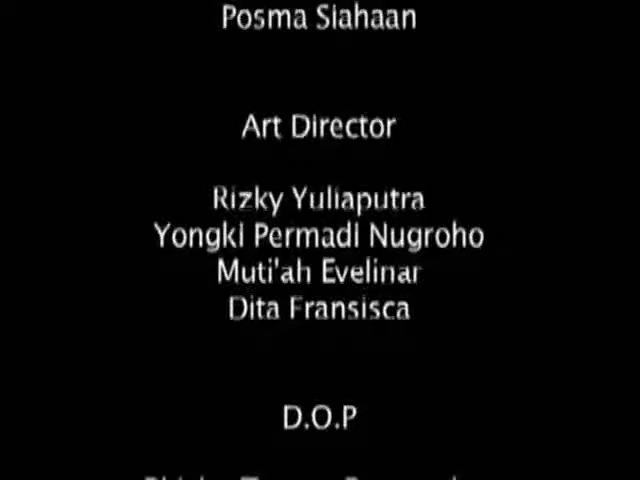 Posma Siahaan
Art Director
Rizky Yuliaputra
Yongki Permadi Nugroho
Muti'ah Evelinar
Dita Fransisca
D.O.P